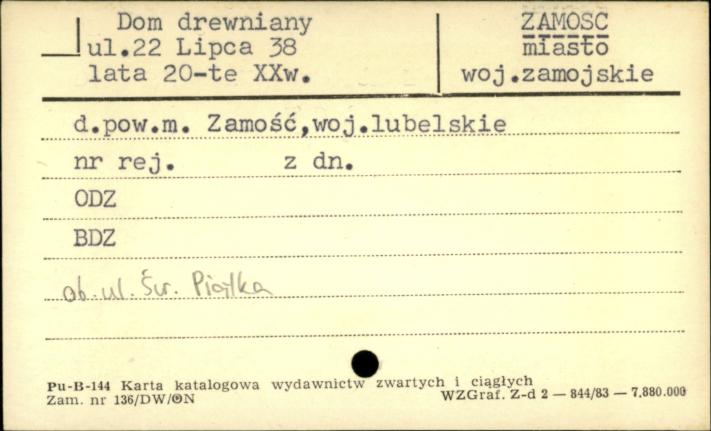 Dom drewniany
ul.22 Lipca 38
lata 20-te XXw.
ZAMOŚĆ
miasto
woj.zamojskie
d.pow.m. Zamość,woj.lubelskie
nr rej. z dn.
ODZ
BDZ
ob. ul. Św. Piątka
Pu-B-144 Karta katalogowa wydawnictw zwartych i ciągłych
Zam. nr 136/DW/ON WZGraf. Z-d 2 — 844/83 — 7.880.000